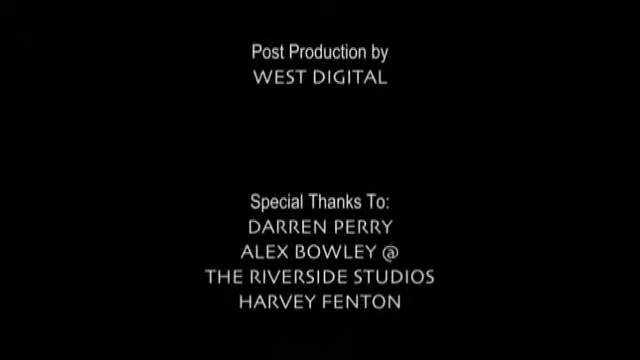 Post Production by
WEST DIGITAL
Special Thanks To:
DARREN PERRY
ALEX BOWLEY @
THE RIVERSIDE STUDIOS
HARVEY FENTON